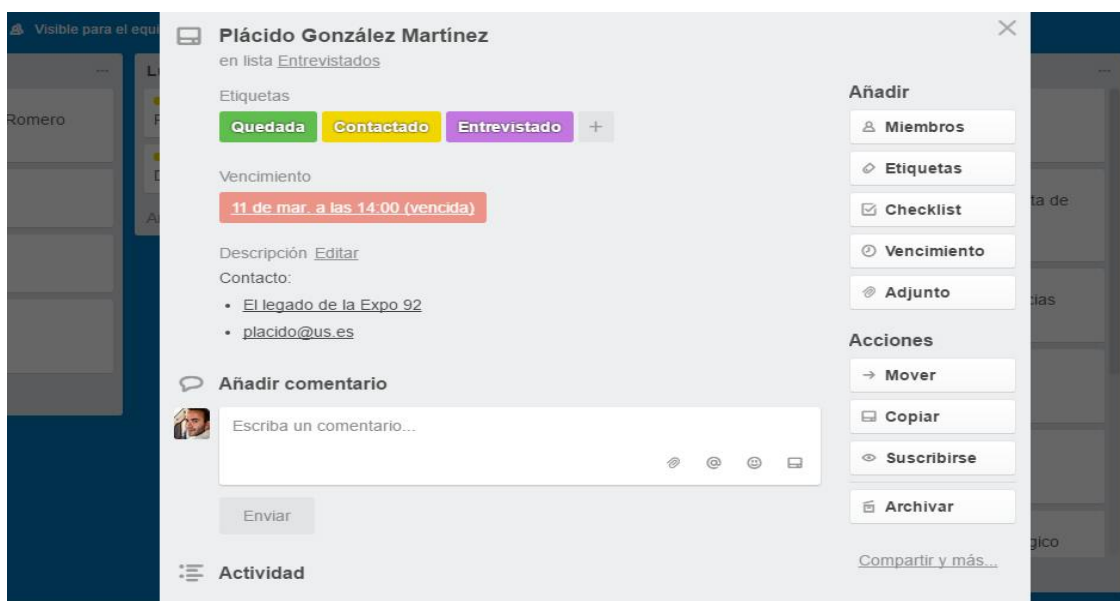 Visible para el equi
Plácido González Martínez
en lista Entrevistados
Etiquetas
Quedada Contactado Entrevistado +
Vencimiento
11 de mar. a las 14:00 (vencida)
Descripción Editar
Contacto:
• El legado de la Expo 92
• placido@us.es
Añadir comentario
Escriba un comentario...
Enviar
Actividad
Añadir
Miembros
Etiquetas
Checklist
Vencimiento
Adjunto
Acciones
Mover
Copiar
Suscribirse
Archivar
Compartir y más...
Romero
ta de
cias
gico